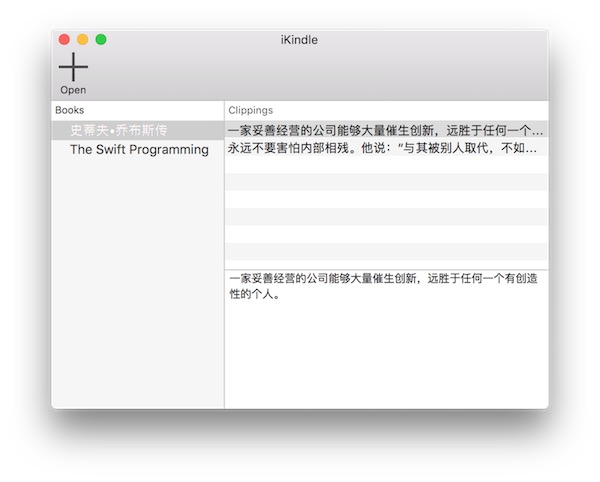 iKindle
Open
Books
Clippings
史蒂夫•乔布斯传
The Swift Programming
一家妥善经营的公司能够大量催生创新，远胜于任何一个…
永远不要害怕内部相残。他说：“与其被别人取代，不如…
一家妥善经营的公司能够大量催生创新，远胜于任何一个有创造
性的个人。